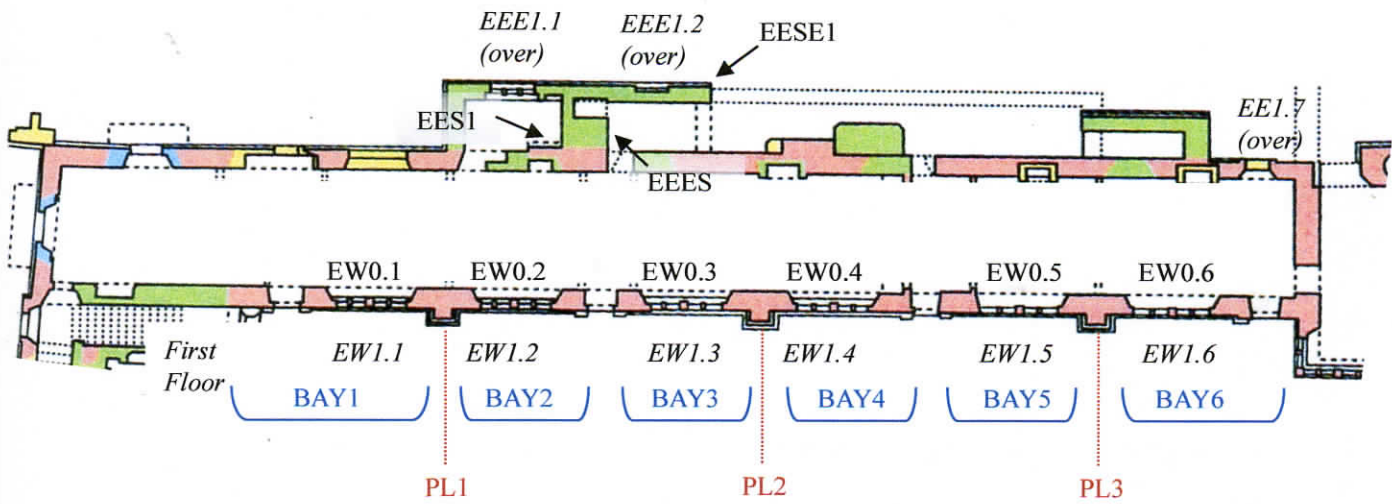 EEE1.1
(over)
EEE1.2
(over)
EESE1
EES1
EEES
EE1.7
(over)
EW0.1
EW0.2
EW0.3
EW0.4
EW0.5
EW0.6
First
Floor
EW1.1
EW1.2
EW1.3
EW1.4
EW1.5
EW1.6
BAY1
BAY2
BAY3
BAY4
BAY5
BAY6
PL1
PL2
PL3